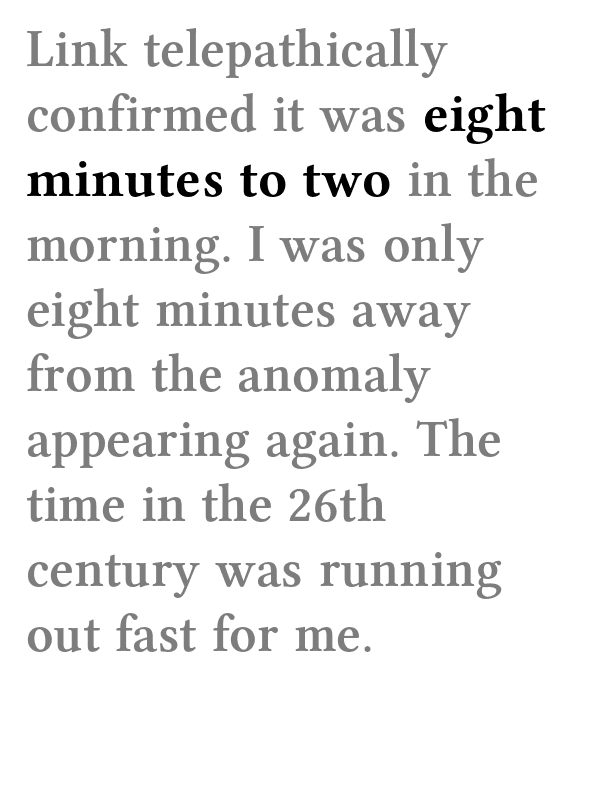 Link telepathically
confirmed it was eight
minutes to two in the
morning. I was only
eight minutes away
from the anomaly
appearing again. The
time in the 26th
century was running
out fast for me.